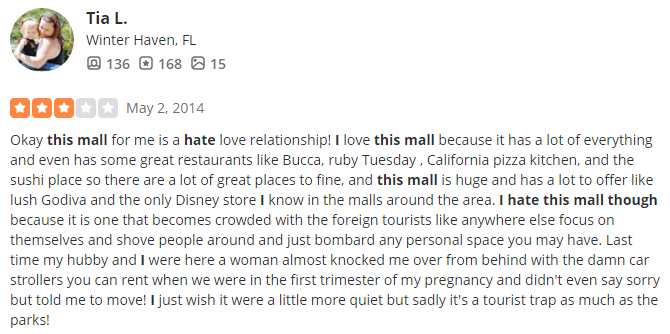 Tia L.
Winter Haven, FL
136 168 15
May 2, 2014
Okay this mall for me is a hate love relationship! I love this mall because it has a lot of everything
and even has some great restaurants like Bucca, ruby Tuesday , California pizza kitchen, and the
sushi place so there are a lot of great places to fine, and this mall is huge and has a lot to offer like
lush Godiva and the only Disney store I know in the malls around the area. I hate this mall though
because it is one that becomes crowded with the foreign tourists like anywhere else focus on
themselves and shove people around and just bombard any personal space you may have. Last
time my hubby and I were here a woman almost knocked me over from behind with the damn car
strollers you can rent when we were in the first trimester of my pregnancy and didn't even say sorry
but told me to move! I just wish it were a little more quiet but sadly it's a tourist trap as much as the
parks!